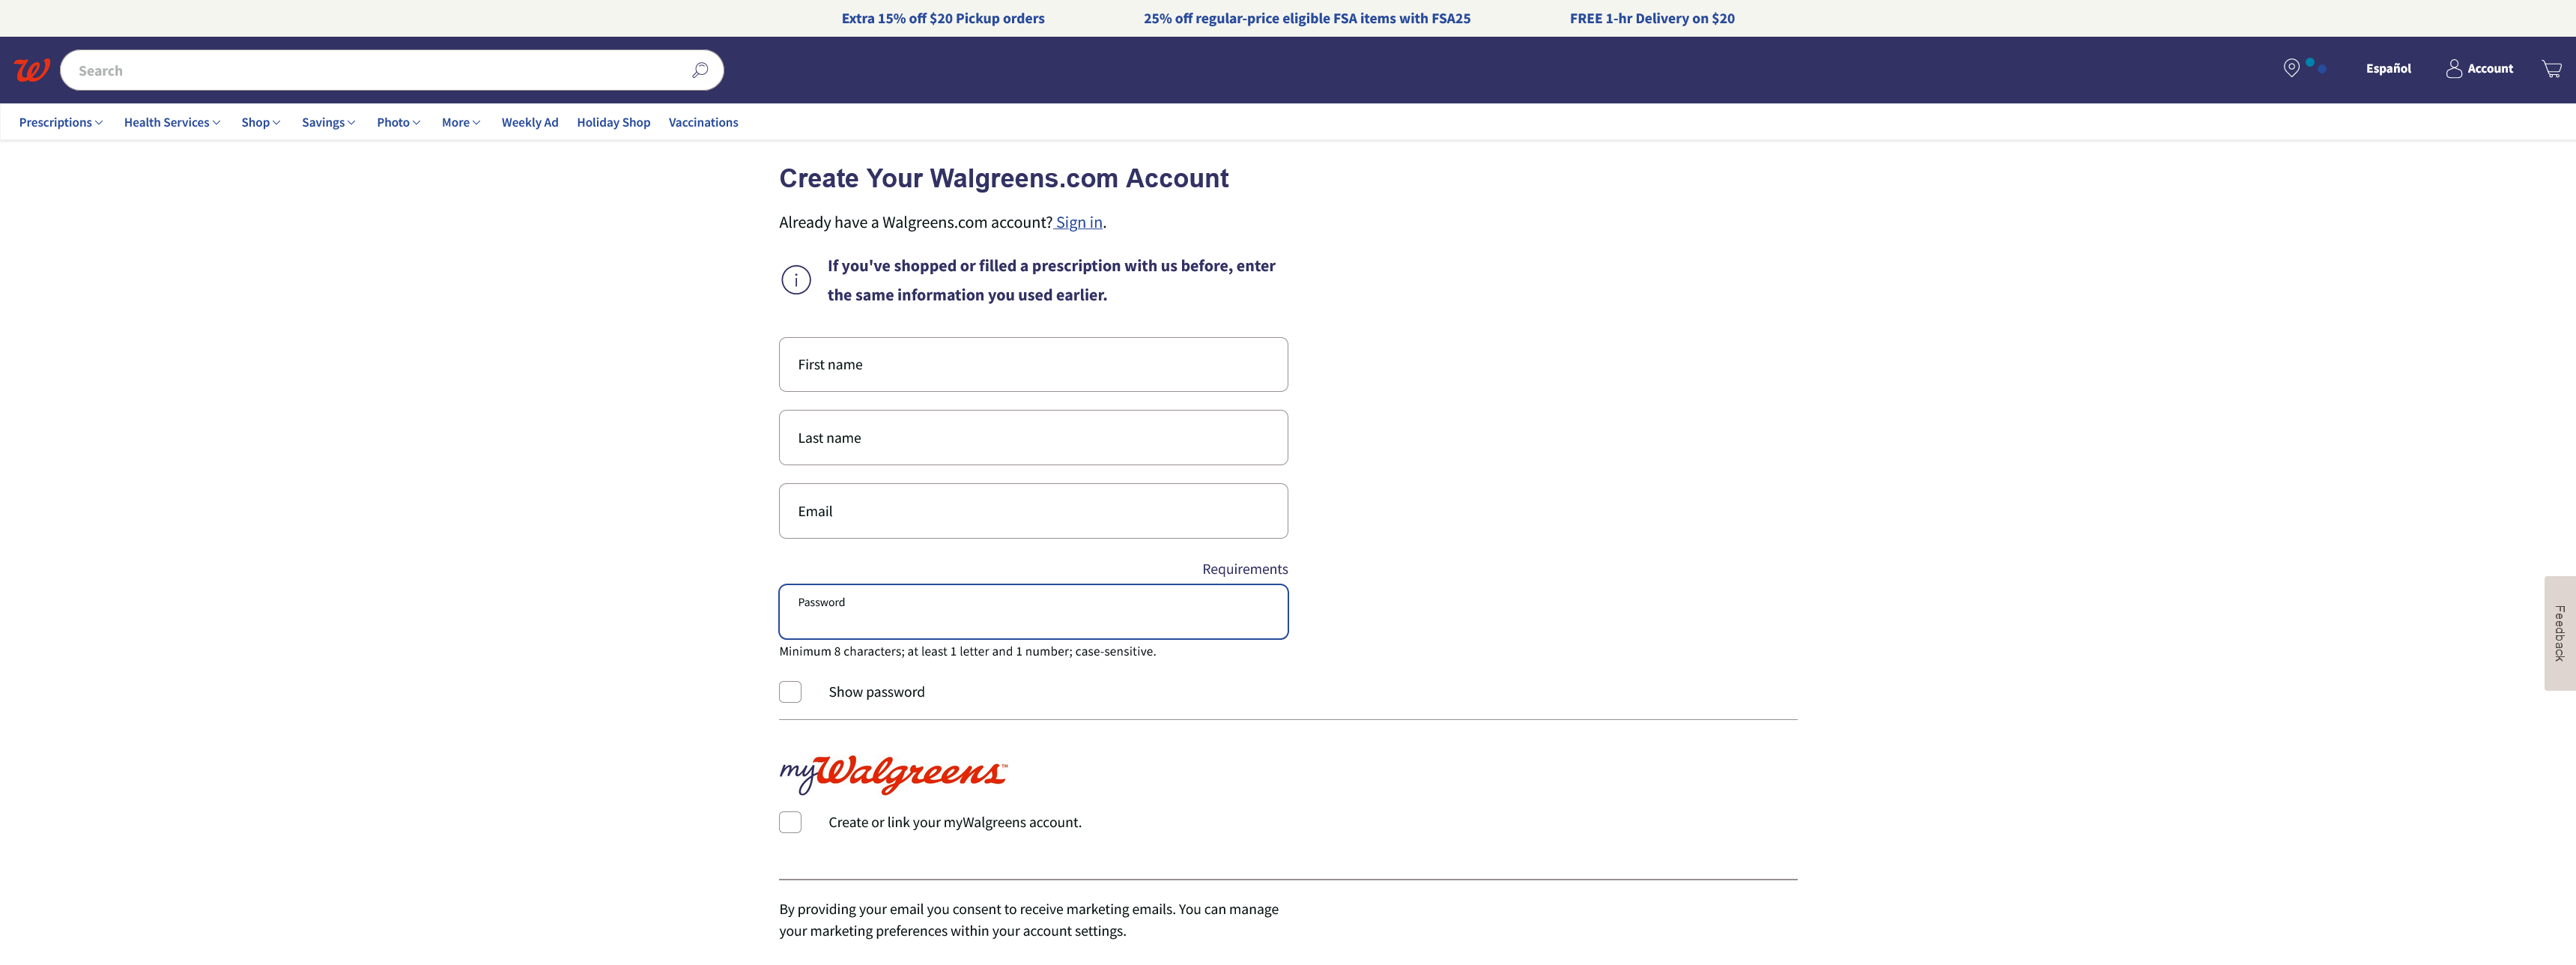 Extra 15% off $20 Pickup orders
25% off regular-price eligible FSA items with FSA25
FREE 1-hr Delivery on $20
W
Search
Español
Account
Prescriptions
Health Services
Shop
Savings
Photo
More
Weekly Ad
Holiday Shop
Vaccinations
Create Your Walgreens.com Account
Already have a Walgreens.com account? Sign in.
If you've shopped or filled a prescription with us before, enter
the same information you used earlier.
First name
Last name
Email
Requirements
Password
Minimum 8 characters; at least 1 letter and 1 number; case-sensitive.
Show password
myWalgreens™
Create or link your myWalgreens account.
By providing your email you consent to receive marketing emails. You can manage
your marketing preferences within your account settings.
Feedback